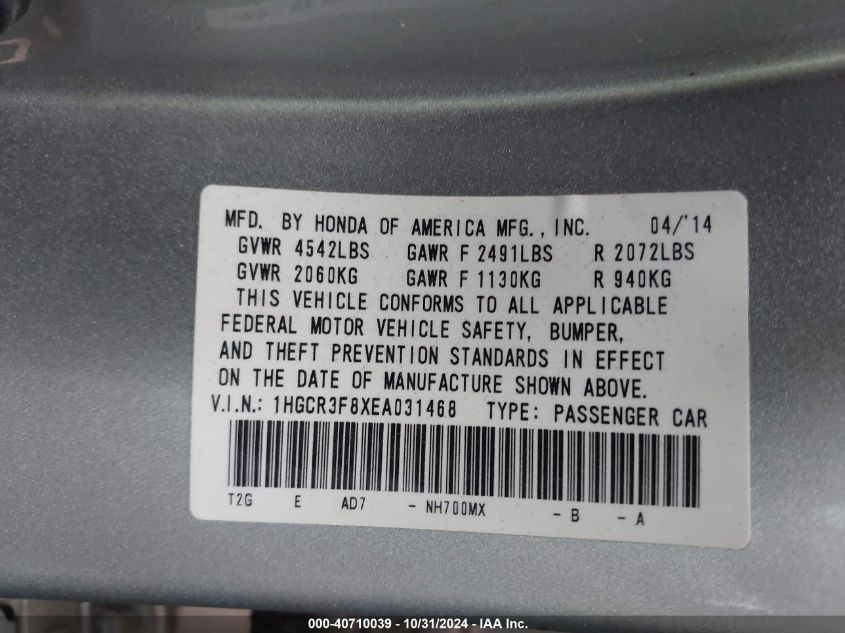 MFD. BY HONDA OF AMERICA MFG., INC. 04/'14
GVWR 4542LBS GAWR F 2491LBS R 2072LBS
GVWR 2060KG GAWR F 1130KG R 940KG
THIS VEHICLE CONFORMS TO ALL APPLICABLE
FEDERAL MOTOR VEHICLE SAFETY, BUMPER,
AND THEFT PREVENTION STANDARDS IN EFFECT
ON THE DATE OF MANUFACTURE SHOWN ABOVE.
V.I.N.: 1HGCR3F8XEA031468 TYPE: PASSENGER CAR
T2G E AD7 - NH700MX - B - A
000-40710039 - 10/31/2024 - IAA Inc.